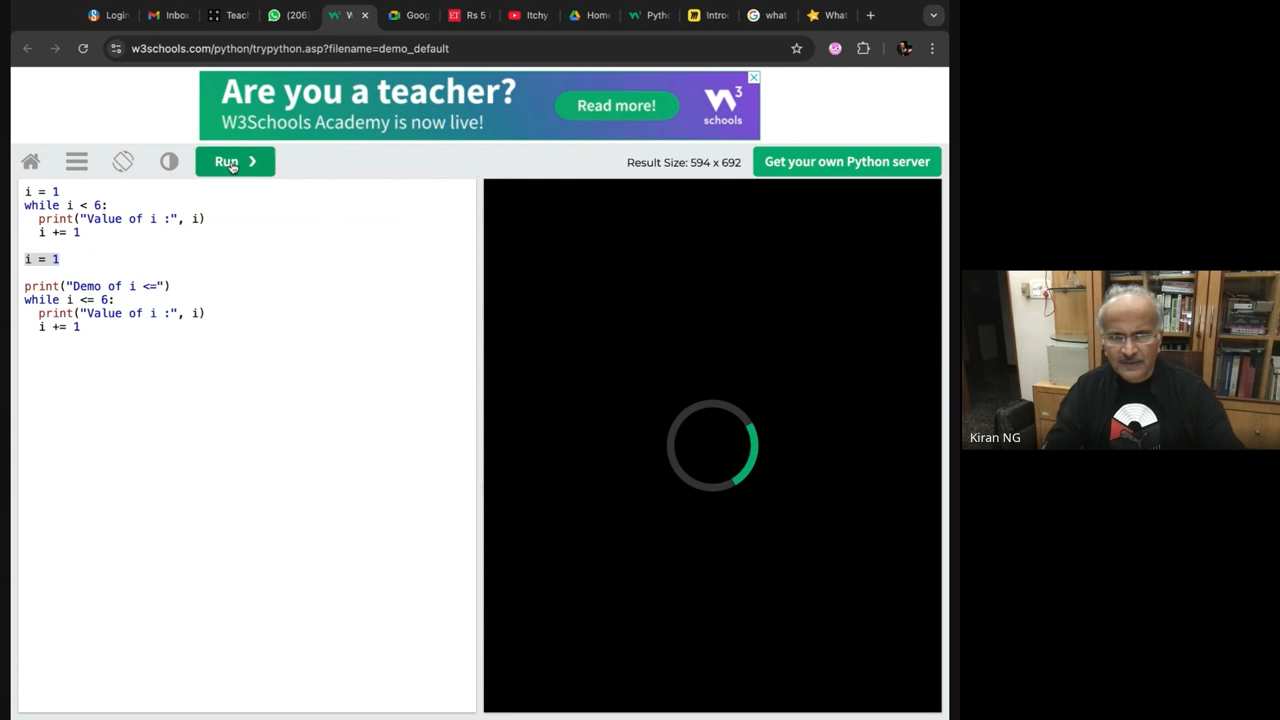 Login
Inbox
Teach
(206)
W
Goog
Rs 5
Itchy
Home
Pytho
Introd
what
What
w3schools.com/python/trypython.asp?filename=demo_default
Are you a teacher?
W3Schools Academy is now live!
Read more!
W3
schools
Run
Result Size: 594 x 692
Get your own Python server
i = 1
while i < 6:
  print("Value of i :", i)
  i += 1
i = 1
print("Demo of i <=")
while i <= 6:
  print("Value of i :", i)
  i += 1
Kiran NG